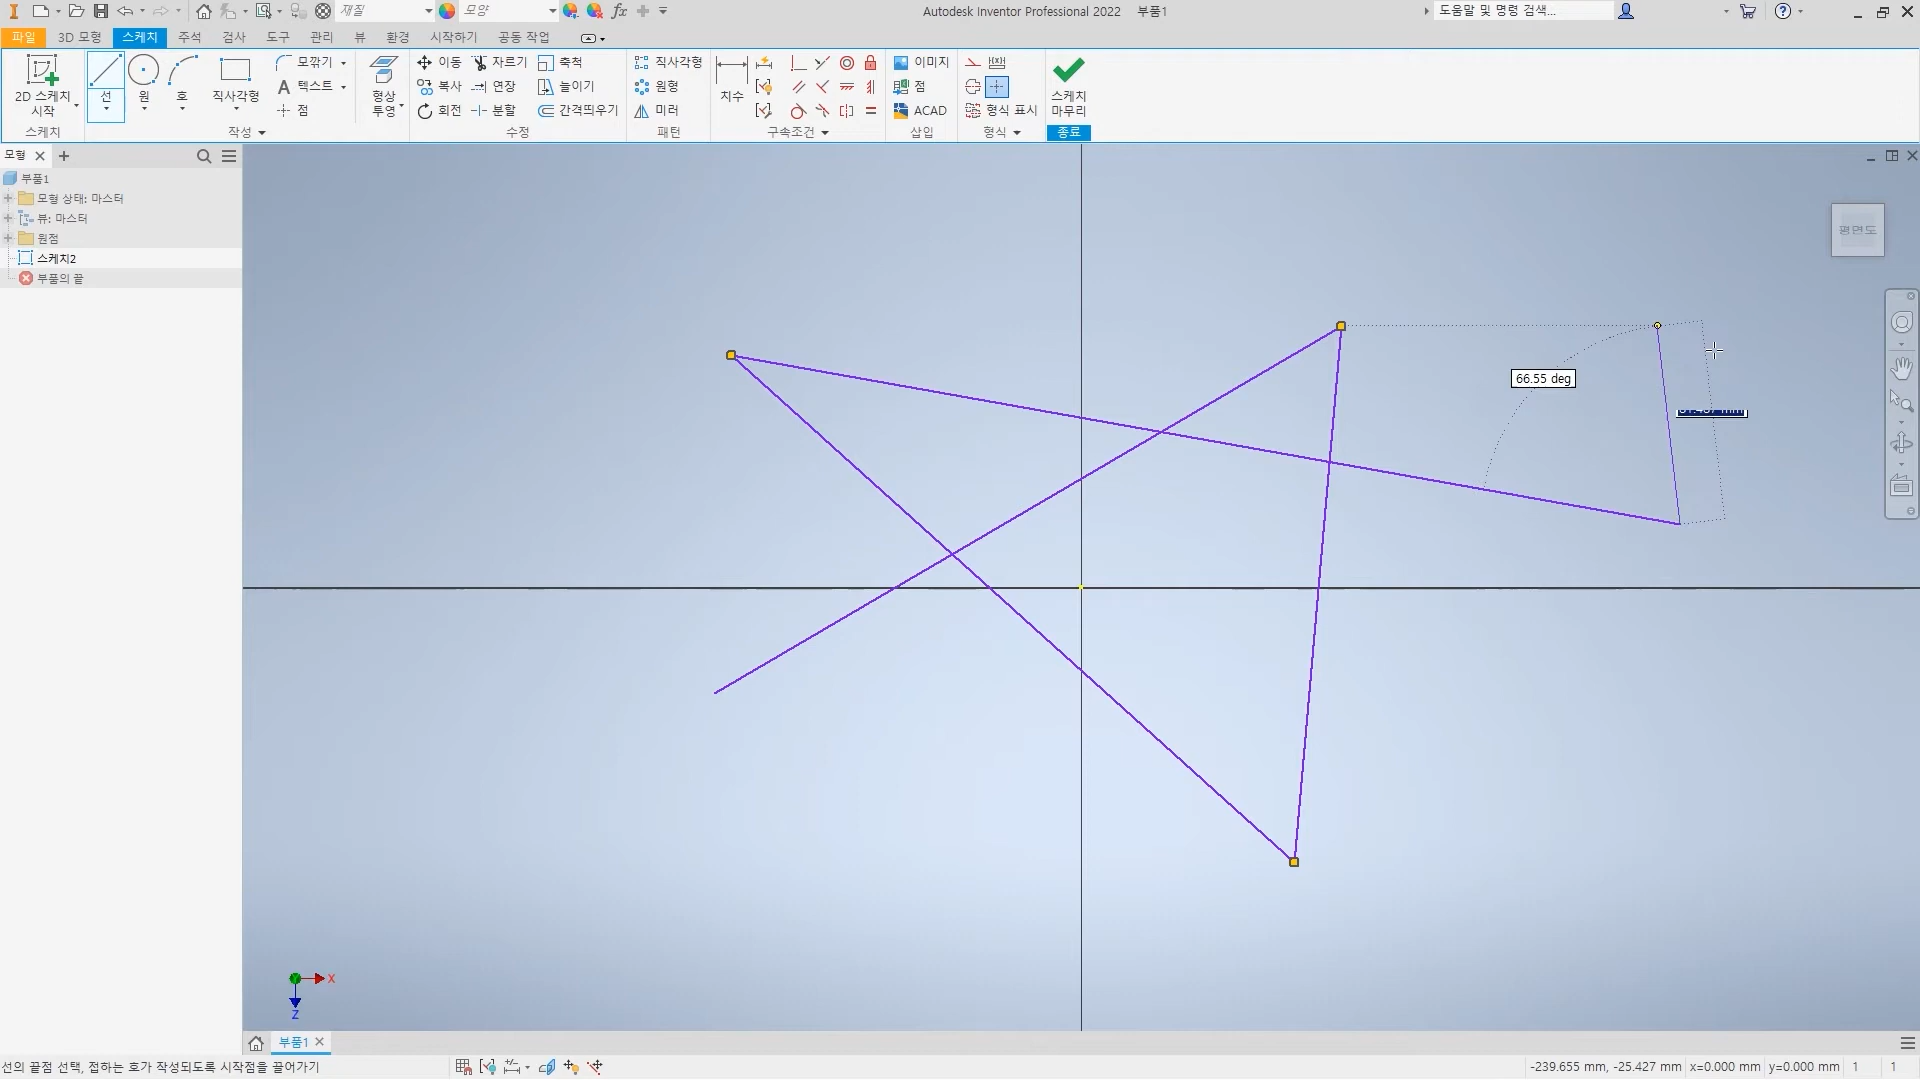 재질
모양
fx
Autodesk Inventor Professional 2022 부품1
도움말 및 명령 검색...
파일 3D 모형 스케치 주석 검사 도구 관리 뷰 환경 시작하기 공동 작업
2D 스케치
시작
선
원
호
직사각형
모깎기
A 텍스트
점
형상
투영
이동 자르기 축척
복사 연장 늘이기
회전 분할 간격띄우기
직사각형
원형
미러
치수
이미지
점
ACAD
형식 표시
스케치
마무리
스케치 작성 수정 패턴 구속조건 삽입 형식 종료
모형
부품1
모형 상태: 마스터
뷰: 마스터
원점
스케치2
부품의 끝
평면도
66.55 deg
X
Z
부품1
선의 끝점 선택, 접하는 호가 작성되도록 시작점을 끌어가기
-239.655 mm, -25.427 mm x=0.000 mm y=0.000 mm 1 1